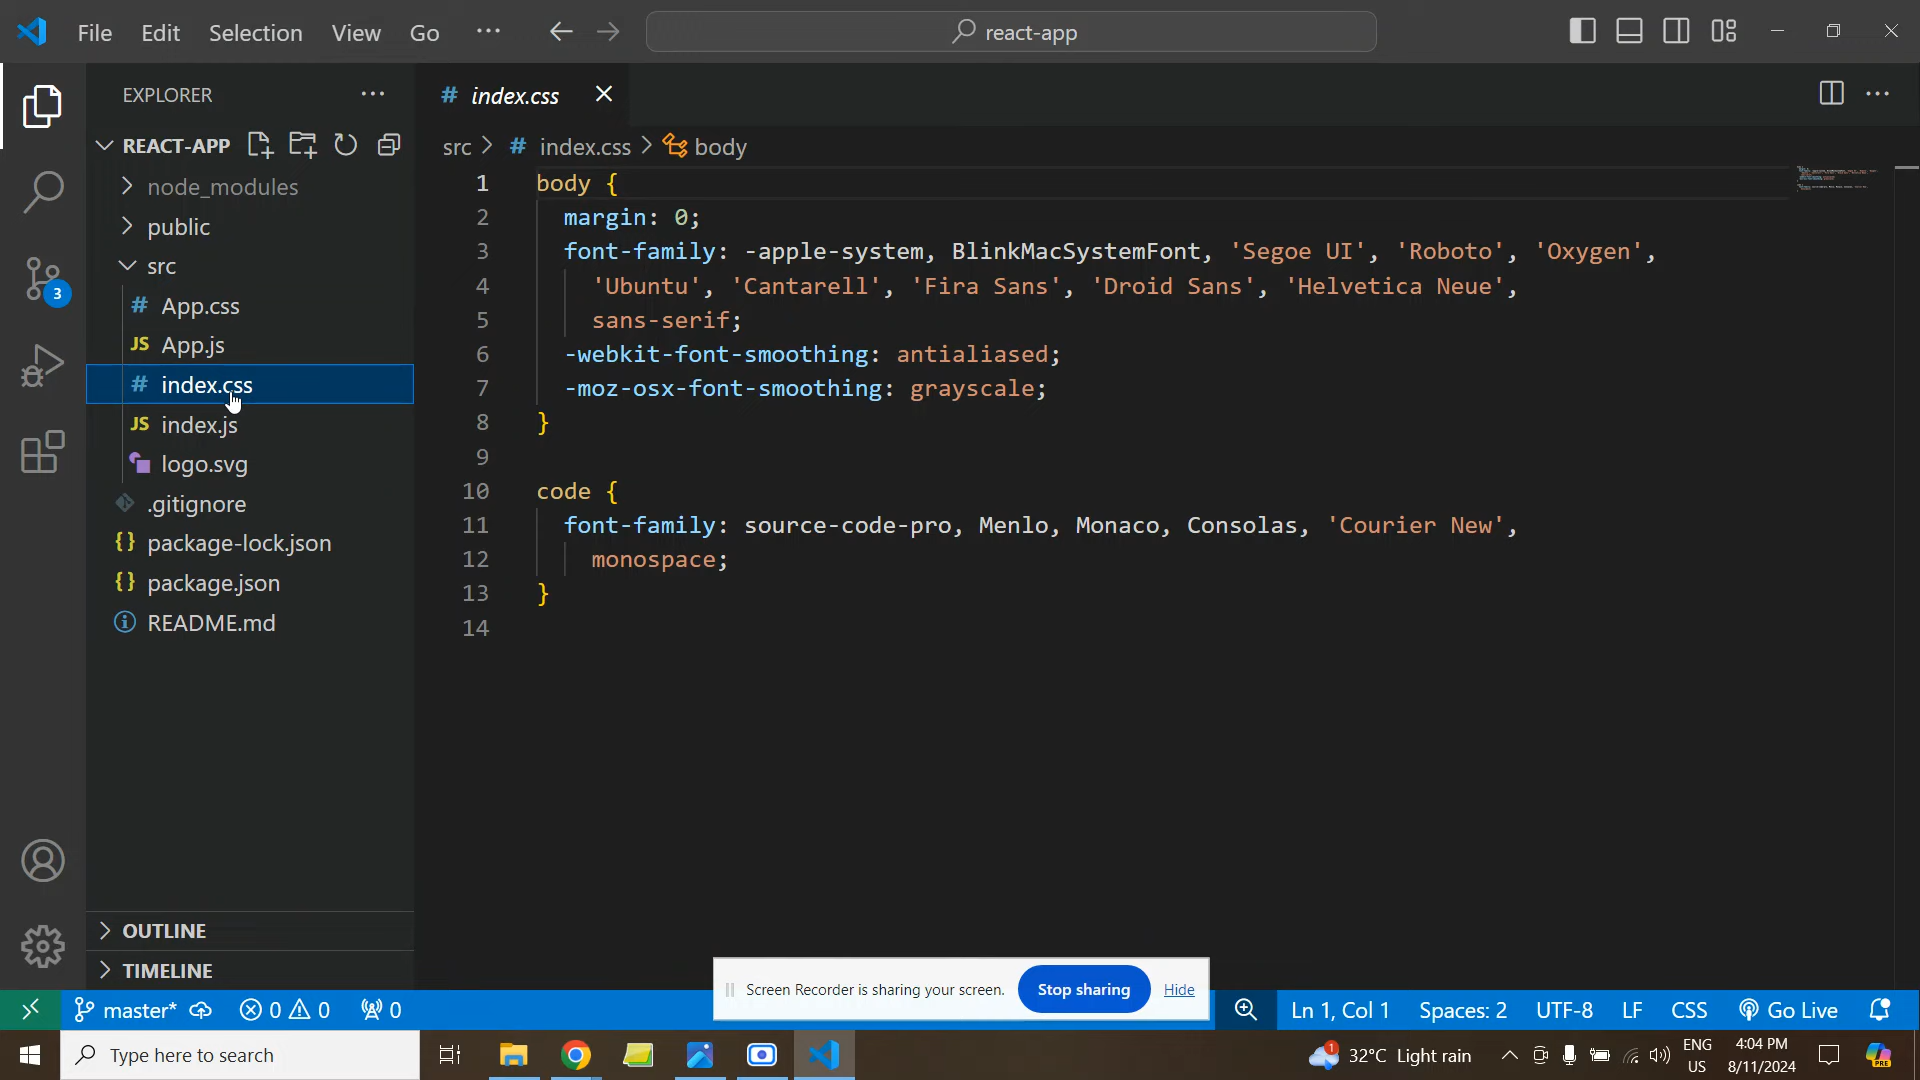 File Edit Selection View Go ··· react-app
EXPLORER ···
REACT-APP
node_modules
public
src
# App.css
JS App.js
# index.css
JS index.js
logo.svg
.gitignore
{} package-lock.json
{} package.json
README.md
OUTLINE
TIMELINE
3
# index.css
src > # index.css > body
1 body {
2 margin: 0;
3 font-family: -apple-system, BlinkMacSystemFont, 'Segoe UI', 'Roboto', 'Oxygen',
4 'Ubuntu', 'Cantarell', 'Fira Sans', 'Droid Sans', 'Helvetica Neue',
5 sans-serif;
6 -webkit-font-smoothing: antialiased;
7 -moz-osx-font-smoothing: grayscale;
8 }
9
10 code {
11 font-family: source-code-pro, Menlo, Monaco, Consolas, 'Courier New',
12 monospace;
13 }
14
Screen Recorder is sharing your screen. Stop sharing Hide
master* 0 0 0 Ln 1, Col 1 Spaces: 2 UTF-8 LF CSS Go Live
Type here to search
1 32°C Light rain
ENG
US
4:04 PM
8/11/2024
PRE